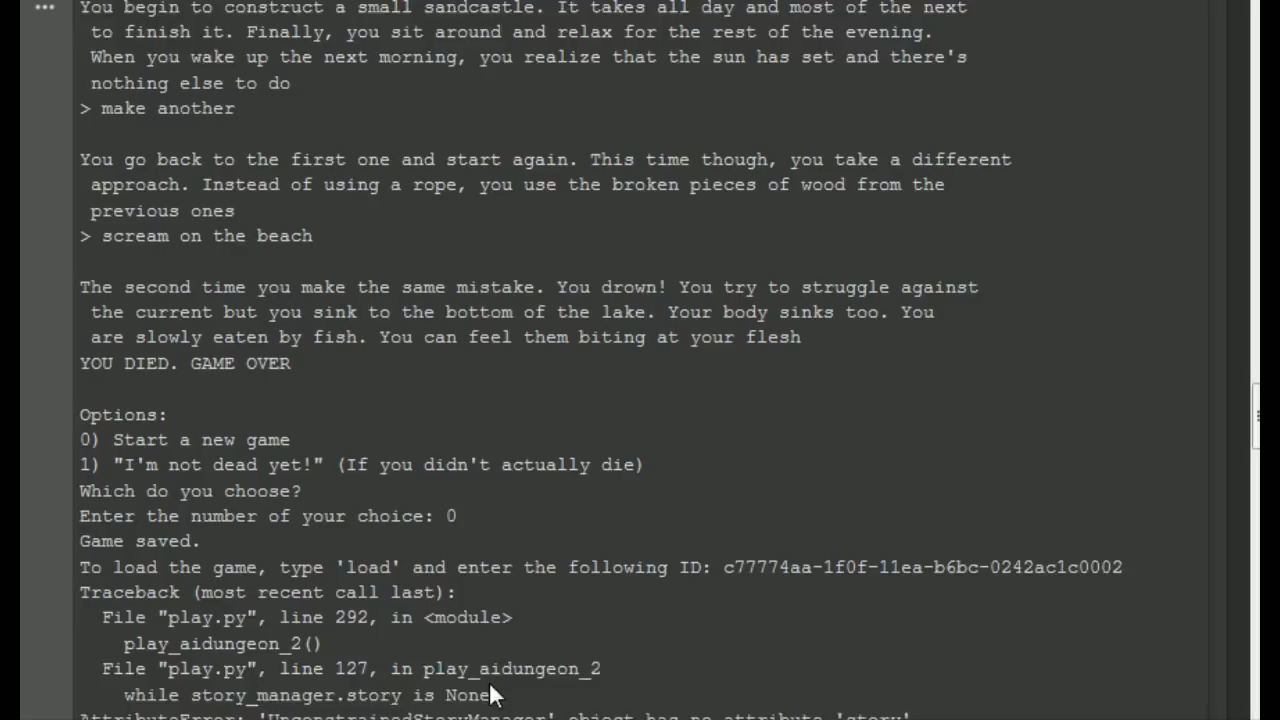 You begin to construct a small sandcastle. It takes all day and most of the next
to finish it. Finally, you sit around and relax for the rest of the evening.
When you wake up the next morning, you realize that the sun has set and there's
nothing else to do
> make another
You go back to the first one and start again. This time though, you take a different
approach. Instead of using a rope, you use the broken pieces of wood from the
previous ones
> scream on the beach
The second time you make the same mistake. You drown! You try to struggle against
the current but you sink to the bottom of the lake. Your body sinks too. You
are slowly eaten by fish. You can feel them biting at your flesh
YOU DIED. GAME OVER
Options:
0) Start a new game
1) "I'm not dead yet!" (If you didn't actually die)
Which do you choose?
Enter the number of your choice: 0
Game saved.
To load the game, type 'load' and enter the following ID: c77774aa-1f0f-11ea-b6bc-0242ac1c0002
Traceback (most recent call last):
File "play.py", line 292, in <module>
play_aidungeon_2()
File "play.py", line 127, in play_aidungeon_2
while story_manager.story is None
AttributeError: 'UnconstrainedStoryManager' object has no attribute 'story'